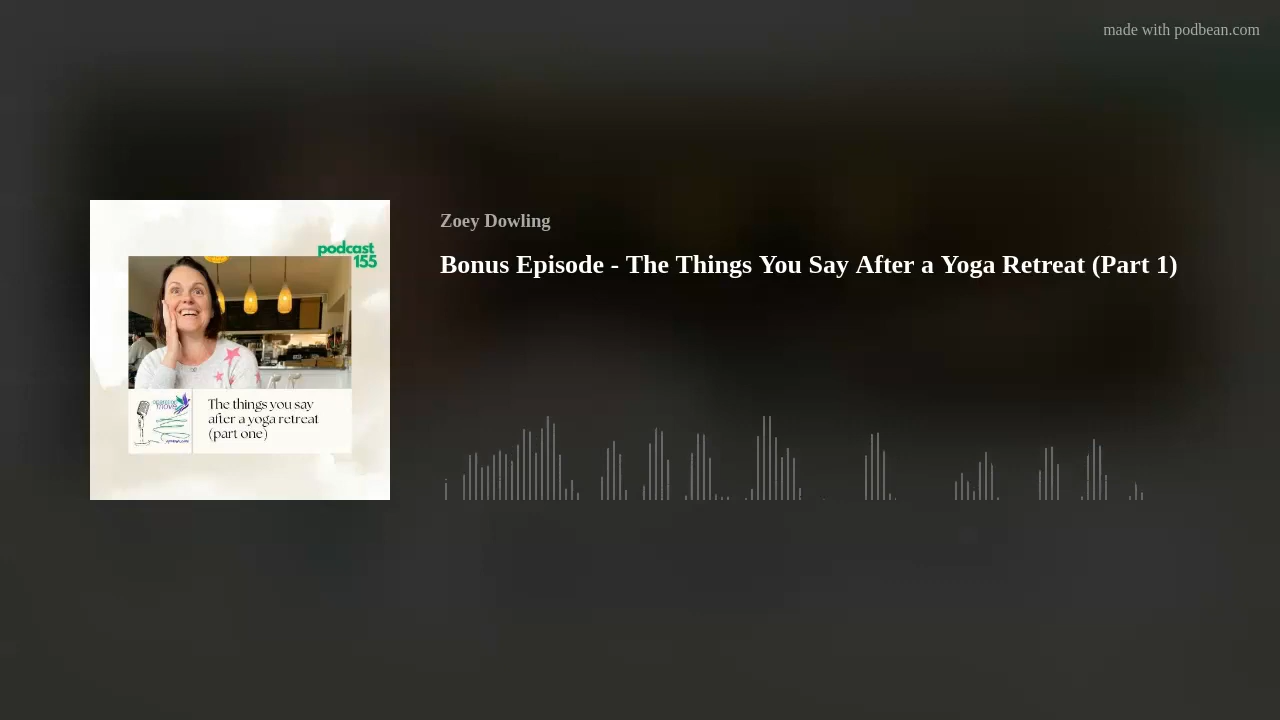 made with podbean.com
Zoey Dowling
Bonus Episode - The Things You Say After a Yoga Retreat (Part 1)
podcast
155
The things you say
after a yoga retreat
(part one)